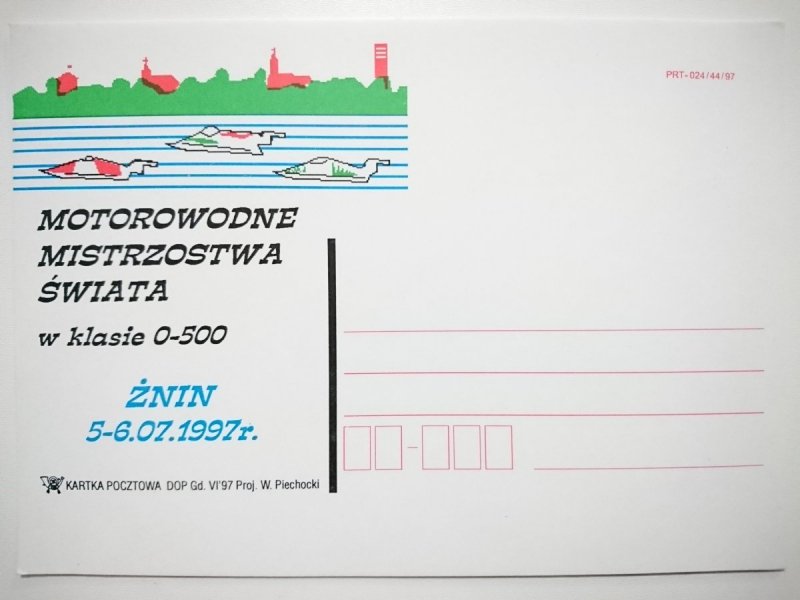 PRT-024/44/97
MOTOROWODNE
MISTRZOSTWA
ŚWIATA
w klasie 0-500
ŻNIN
5-6.07.1997r.
KARTKA POCZTOWA DOP Gd. VI'97 Proj. W. Piechocki